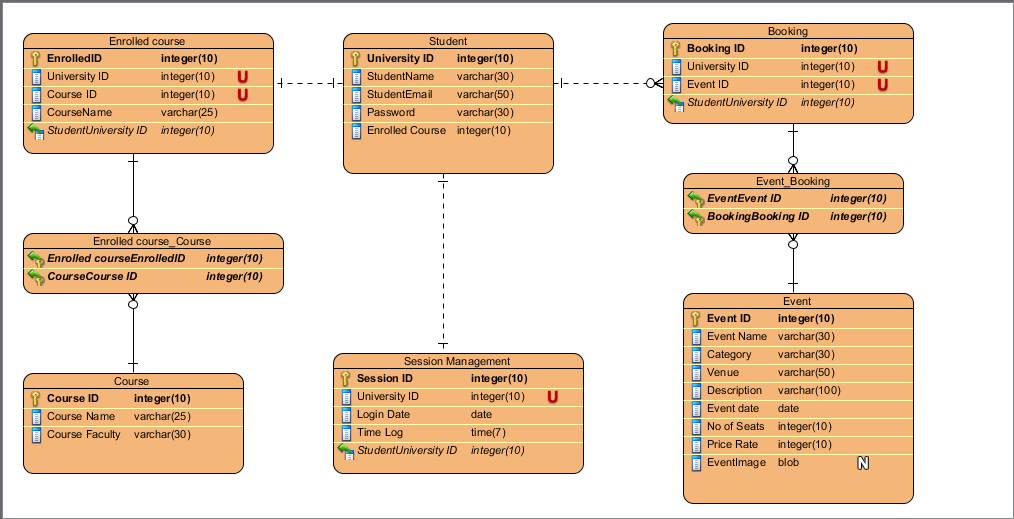 Enrolled course
EnrolledID integer(10)
University ID integer(10) U
Course ID integer(10) U
CourseName varchar(25)
StudentUniversity ID integer(10)
Student
University ID integer(10)
StudentName varchar(30)
StudentEmail varchar(50)
Password varchar(30)
Enrolled Course integer(10)
Booking
Booking ID integer(10)
University ID integer(10) U
Event ID integer(10) U
StudentUniversity ID integer(10)
Event_Booking
EventEvent ID integer(10)
BookingBooking ID integer(10)
Enrolled course_Course
Enrolled courseEnrolledID integer(10)
CourseCourse ID integer(10)
Course
Course ID integer(10)
Course Name varchar(25)
Course Faculty varchar(30)
Session Management
Session ID integer(10)
University ID integer(10) U
Login Date date
Time Log time(7)
StudentUniversity ID integer(10)
Event
Event ID integer(10)
Event Name varchar(30)
Category varchar(30)
Venue varchar(50)
Description varchar(100)
Event date date
No of Seats integer(10)
Price Rate integer(10)
EventImage blob N